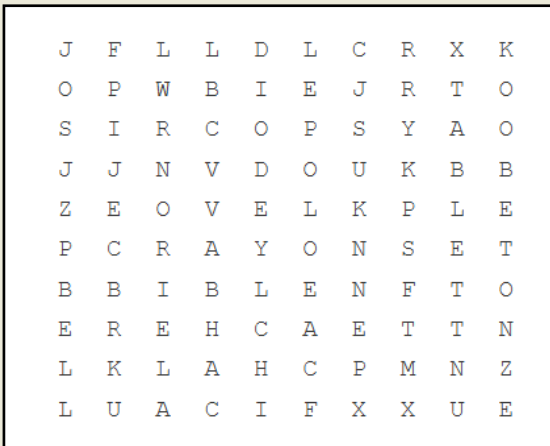 J F L L D L C R X K
O P W B I E J R T O
S I R C O P S Y A O
J J N V D O U K B B
Z E O V E L K P L E
P C R A Y O N S E T
B B I B L E N F T O
E R E H C A E T T N
L K L A H C P M N Z
L U A C I F X X U E